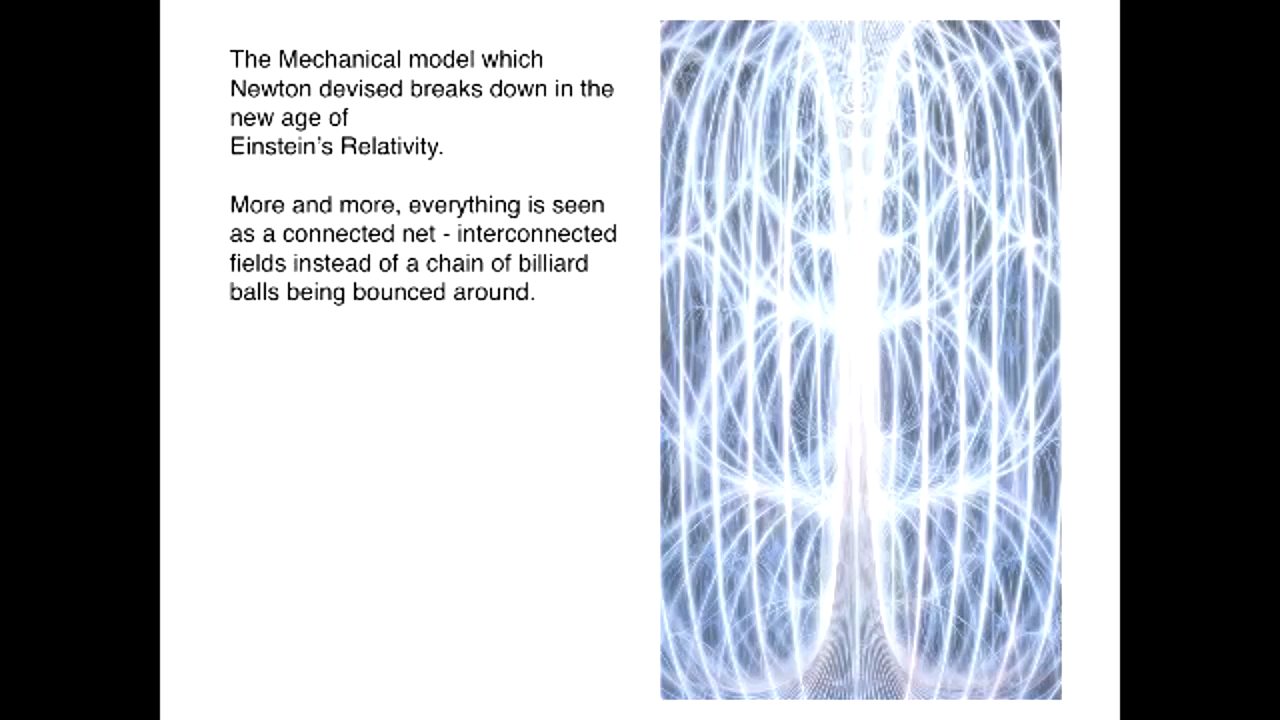 The Mechanical model which
Newton devised breaks down in the
new age of
Einstein’s Relativity.
More and more, everything is seen
as a connected net - interconnected
fields instead of a chain of billiard
balls being bounced around.